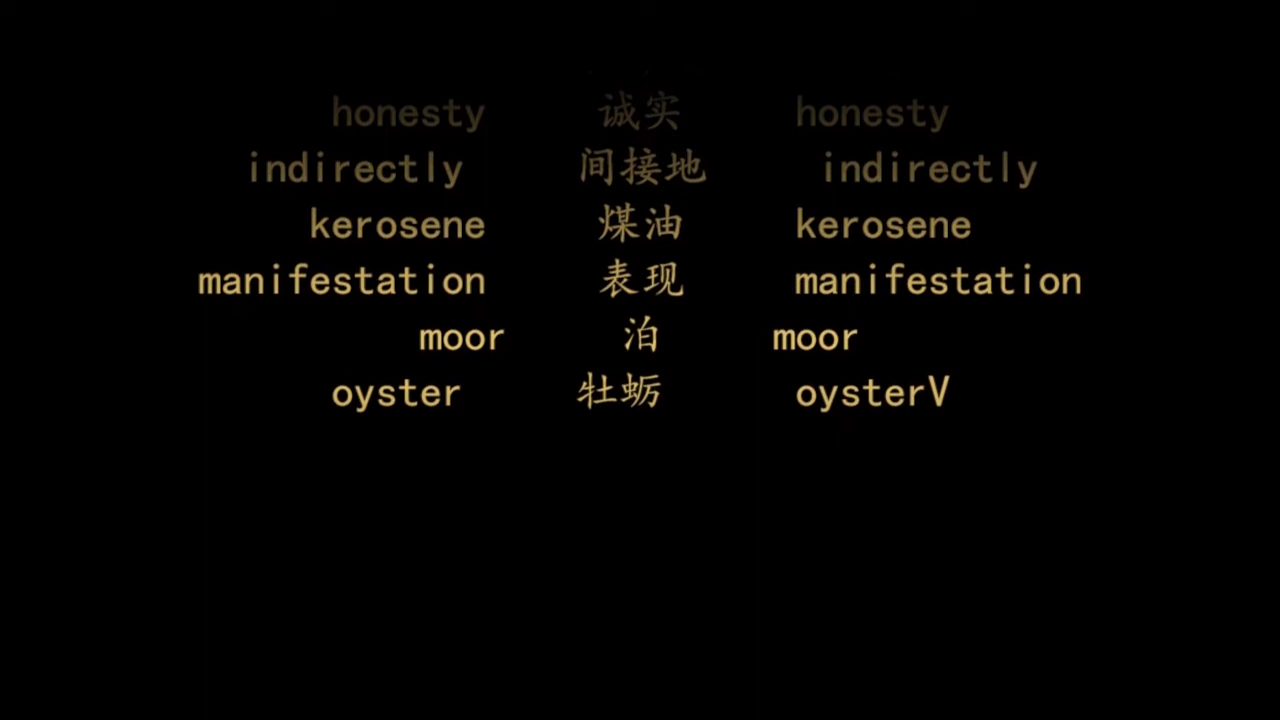 honesty 诚实 honesty
indirectly 间接地 indirectly
kerosene 煤油 kerosene
manifestation 表现 manifestation
moor 泊 moor
oyster 牡蛎 oysterV